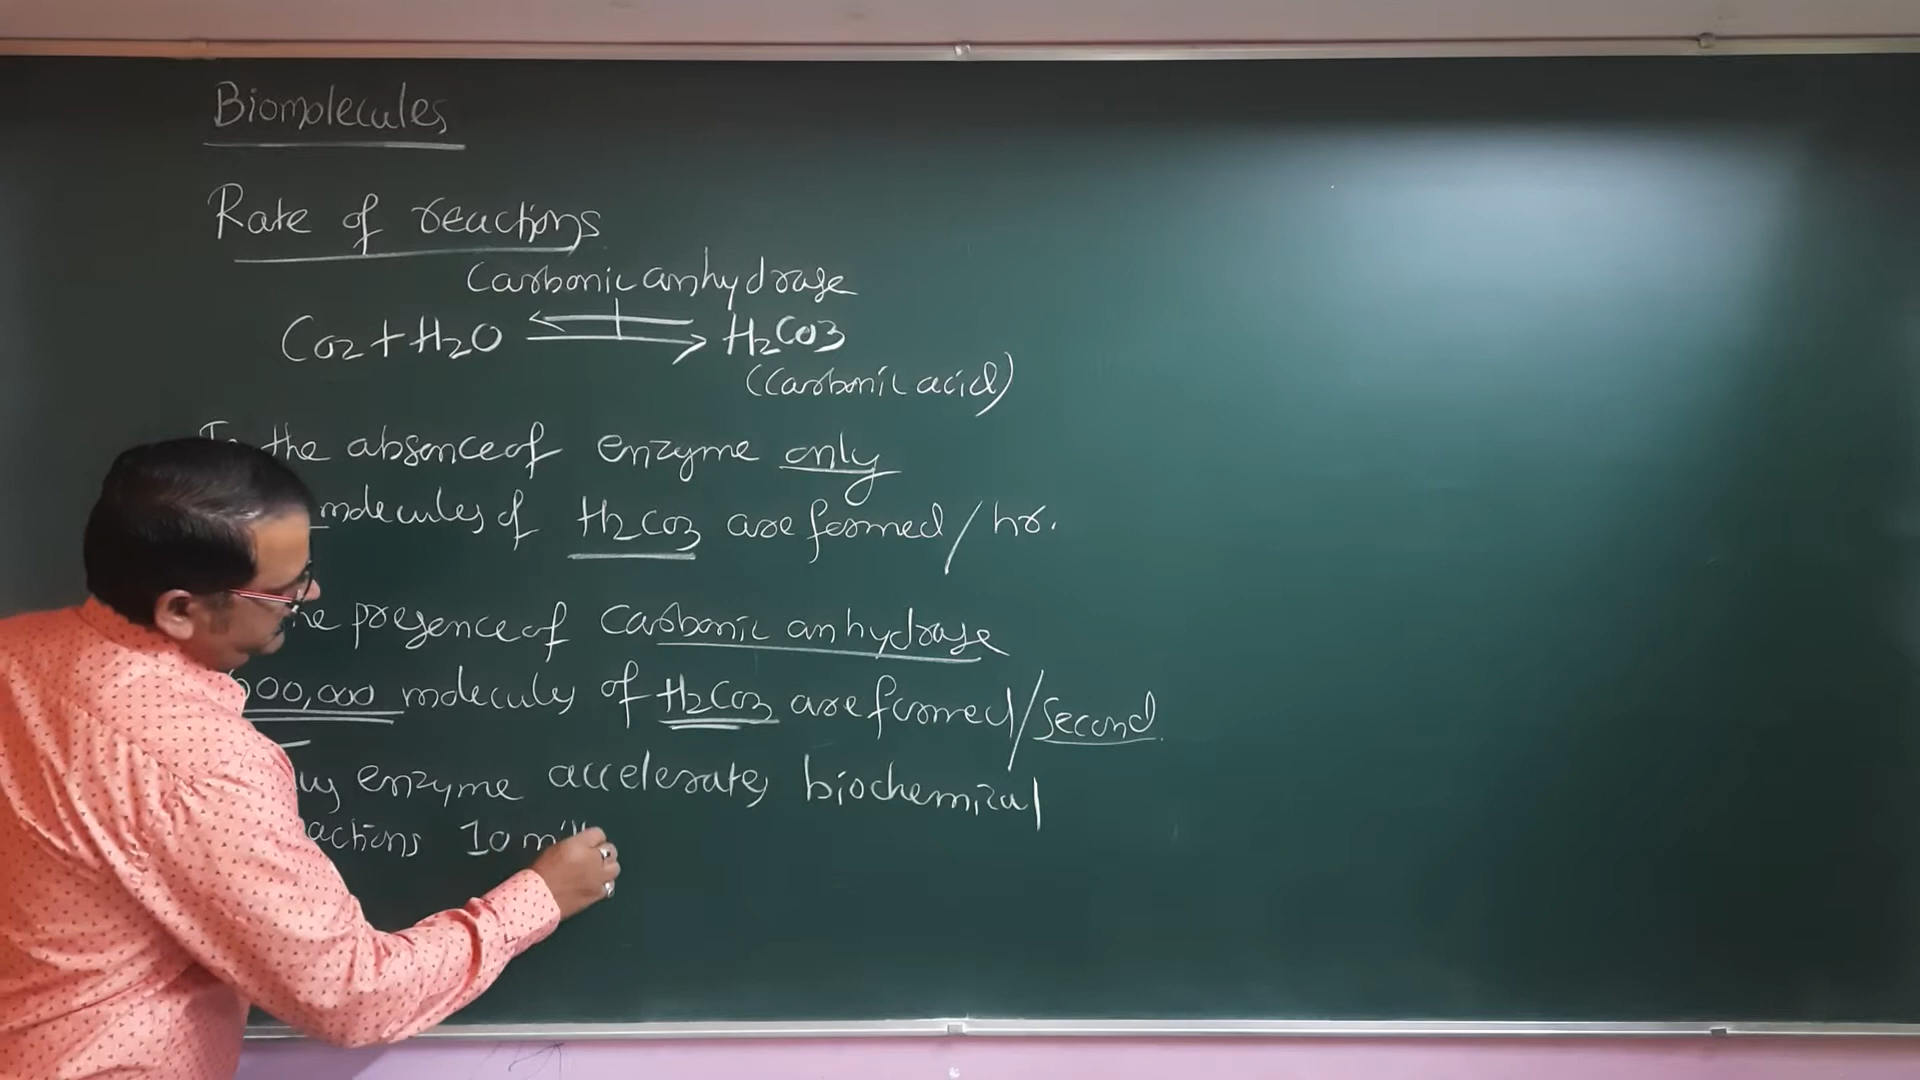 Biomolecules
Rate of reactions
Carbonic anhydrase
Co2 + H2O ⇌ H2Co3
(Carbonic acid)
the absence of enzyme only
molecules of H2Co3 are formed / hr.
presence of Carbonic anhydrase
00,000 molecules of H2Co3 are formed / Second.
enzyme accelerates biochemical
actions 10 mill